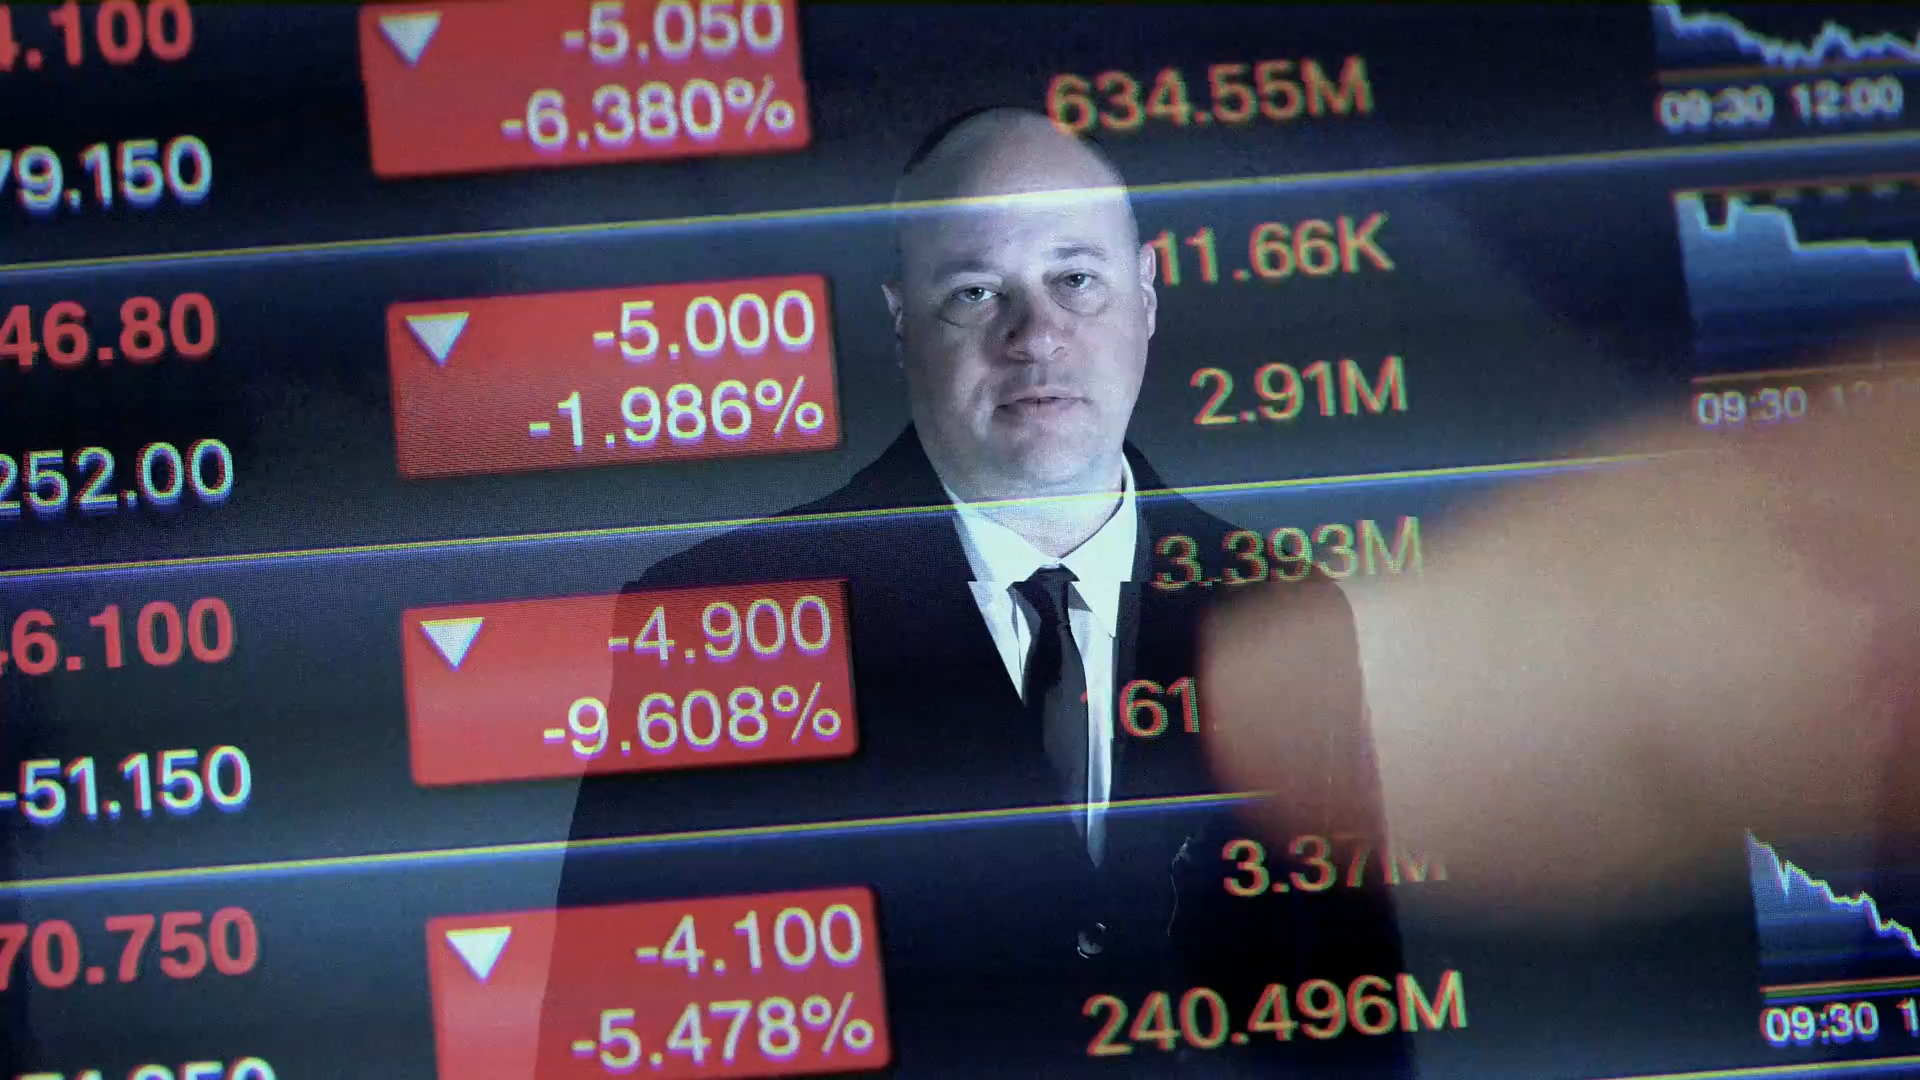 4.100 -5.050
-6.380% 634.55M
79.150 09:30 12:00
11.66K
46.80 -5.000
-1.986% 2.91M
252.00 09:30
3.393M
6.100 -4.900
-9.608% 161
51.150
3.37M
70.750 -4.100
-5.478% 240.496M
09:30